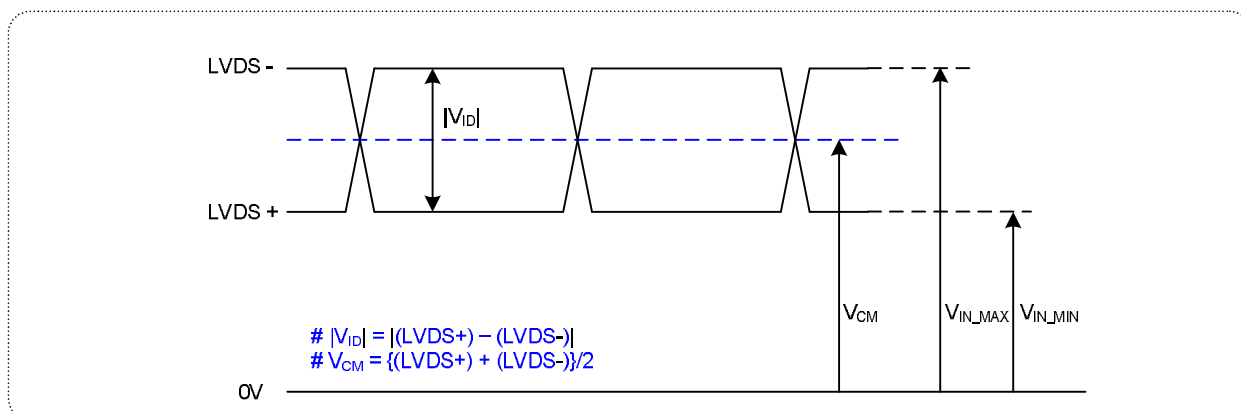 LVDS -
|VID|
LVDS +
VCM
VIN_MAX
VIN_MIN
# |VID| = |(LVDS+) – (LVDS-)|
# VCM = {(LVDS+) + (LVDS-)}/2
0V